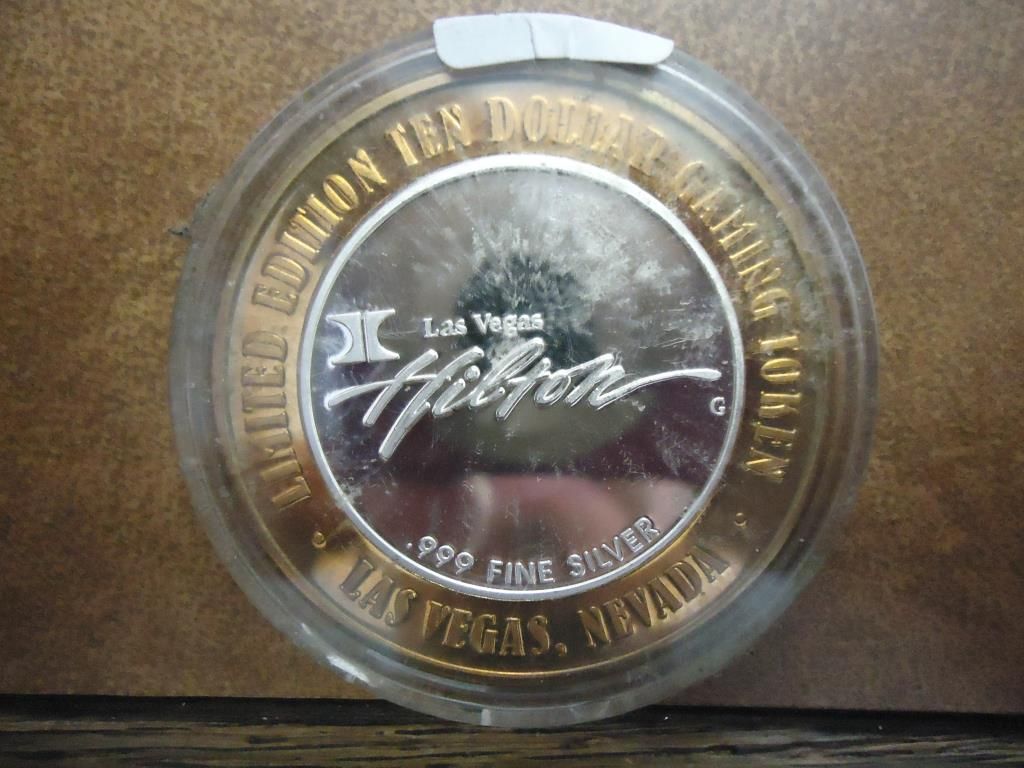 LIMITED EDITION TEN DOLLAR GAMING TOKEN
Las Vegas
Hilton
G
.999 FINE SILVER
• LAS VEGAS, NEVADA •